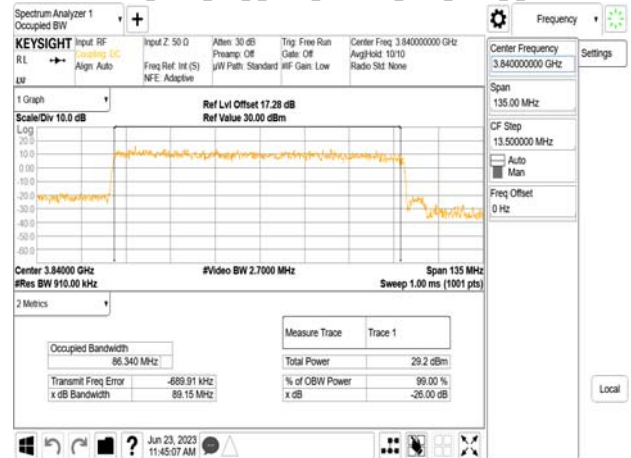 Spectrum Analyzer 1
Occupied BW
Frequency
KEYSIGHT
Input: RF
Coupling: DC
Align: Auto
Input Z: 50 Ω
Freq Ref: Int (S)
NFE: Adaptive
Atten: 30 dB
Preamp: Off
µW Path: Standard
Trig: Free Run
Gate: Off
#IF Gain: Low
Center Freq: 3.840000000 GHz
Avg|Hold: 10/10
Radio Std: None
RL
LV
Center Frequency
3.840000000 GHz
Settings
Span
135.00 MHz
CF Step
13.500000 MHz
Auto
Man
Freq Offset
0 Hz
Local
1 Graph
Scale/Div 10.0 dB
Ref Lvl Offset 17.28 dB
Ref Value 30.00 dBm
Log
20.0
10.0
0.00
-10.0
-20.0
-30.0
-40.0
-50.0
-60.0
Center 3.84000 GHz
#Video BW 2.7000 MHz
Span 135 MHz
#Res BW 910.00 kHz
Sweep 1.00 ms (1001 pts)
2 Metrics
Measure Trace Trace 1
Occupied Bandwidth
86.340 MHz
Total Power 29.2 dBm
Transmit Freq Error -689.91 kHz
% of OBW Power 99.00 %
x dB Bandwidth 89.15 MHz
x dB -26.00 dB
?
Jun 23, 2023
11:45:07 AM